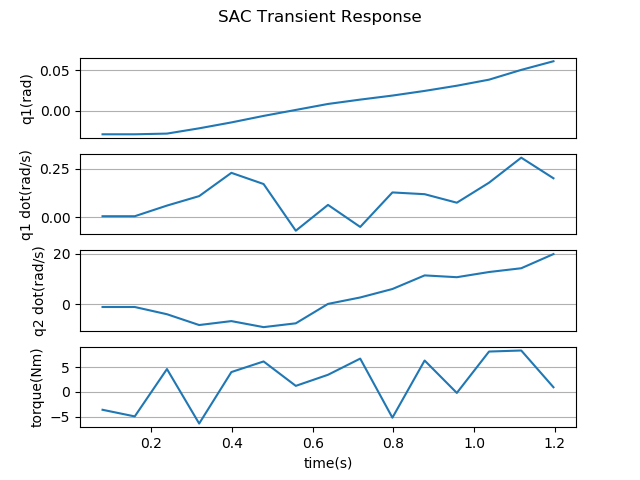 SAC Transient Response
0.05
0.00
q1(rad)
0.25
0.00
q1 dot(rad/s)
20
0
q2 dot(rad/s)
5
0
−5
torque(Nm)
0.2 0.4 0.6 0.8 1.0 1.2
time(s)